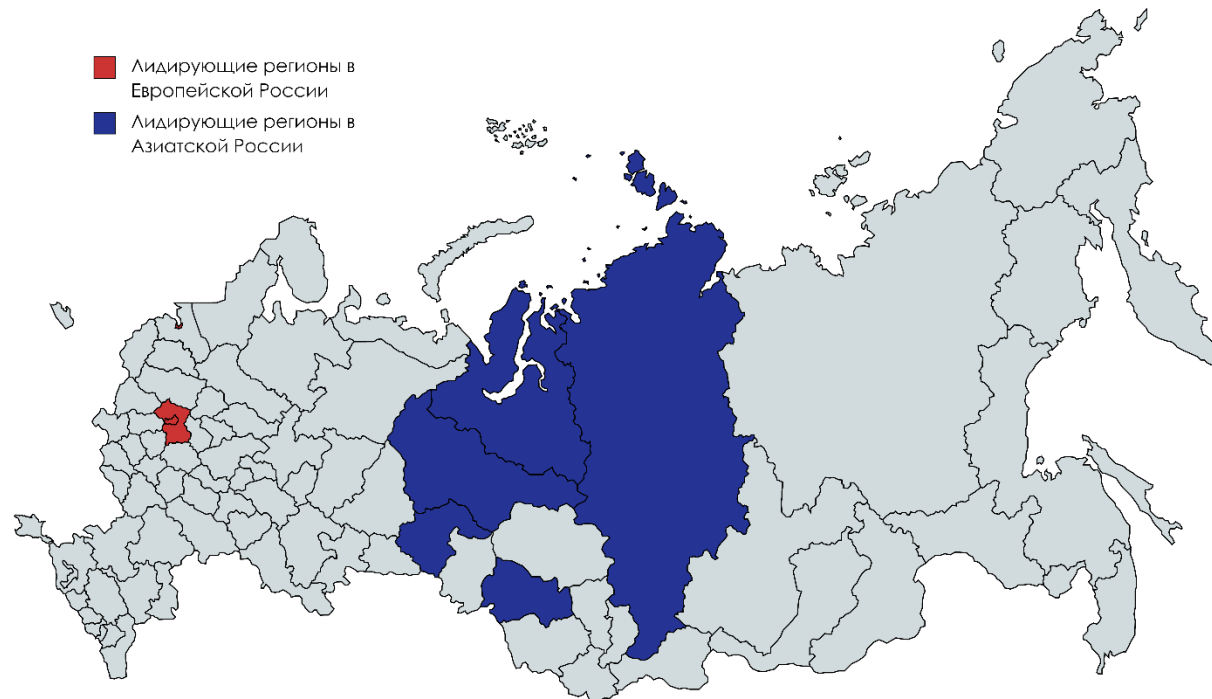 Лидирующие регионы в
Европейской России
Лидирующие регионы в
Азиатской России